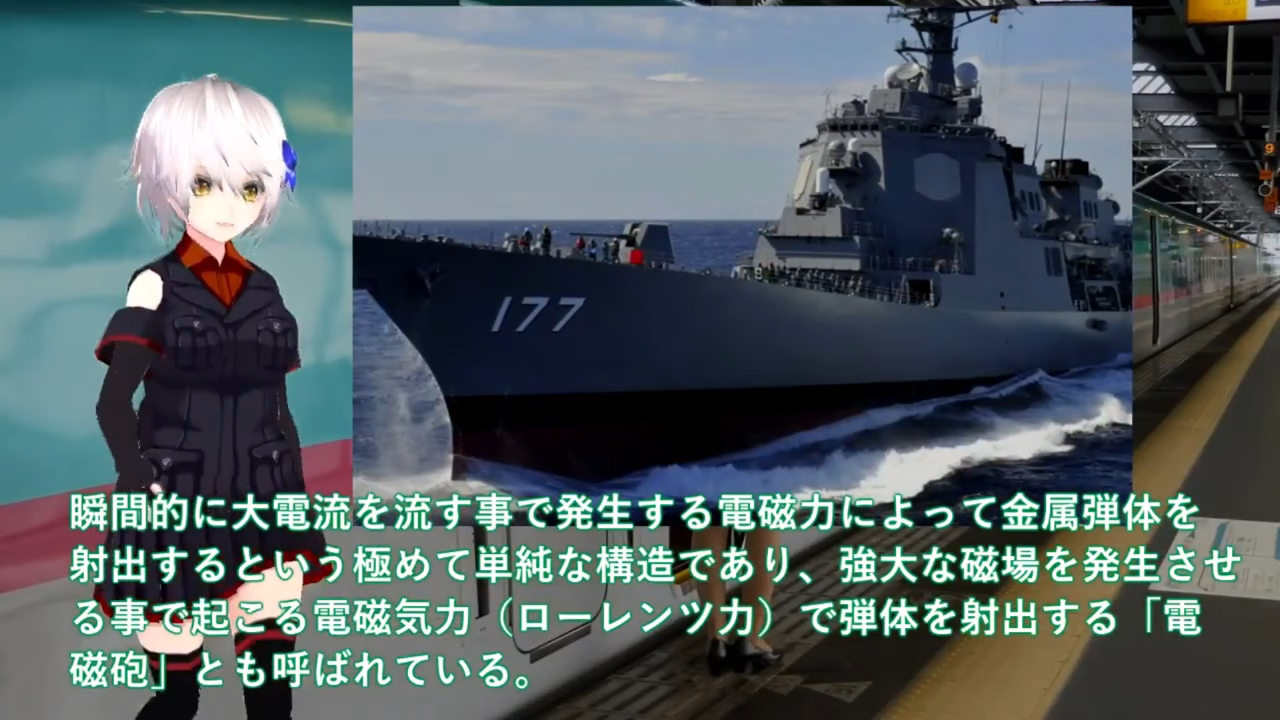 177
9
瞬間的に大電流を流す事で発生する電磁力によって金属弾体を
射出するという極めて単純な構造であり、強大な磁場を発生させ
る事で起こる電磁気力（ローレンツ力）で弾体を射出する「電
磁砲」とも呼ばれている。